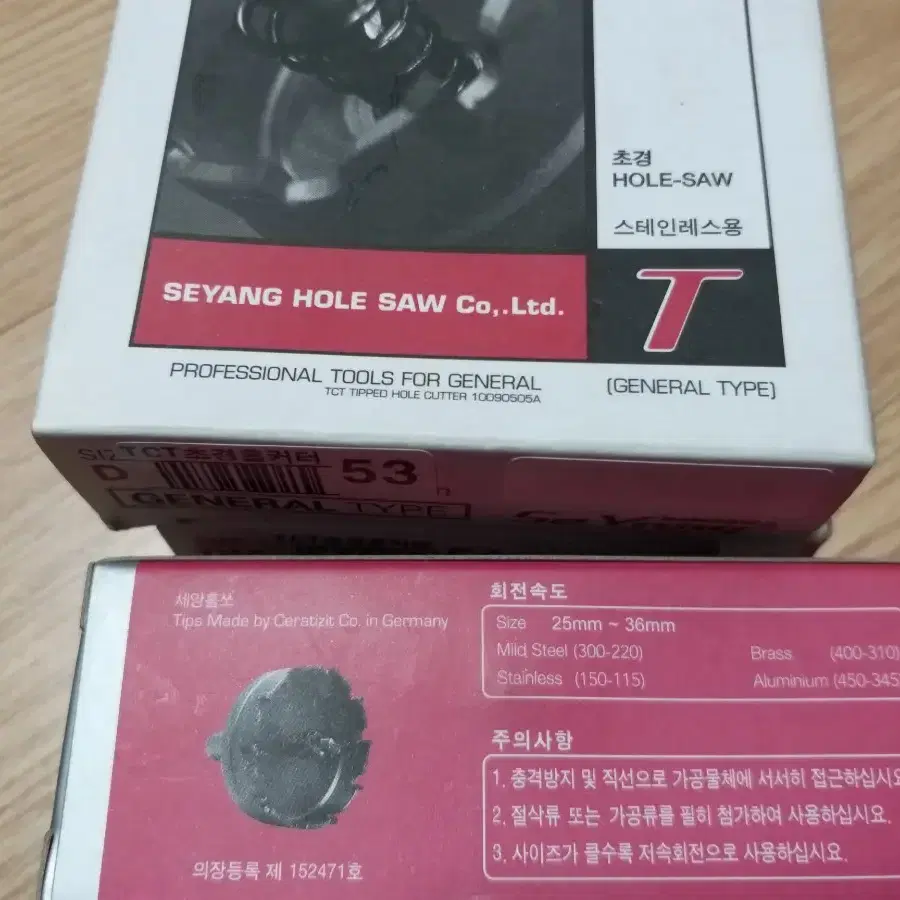 초경
HOLE-SAW
스테인레스용
SEYANG HOLE SAW Co,.Ltd.
T
PROFESSIONAL TOOLS FOR GENERAL
TCT TIPPED HOLE CUTTER 10090505A
(GENERAL TYPE)
TCT초경홀커터
D
53
GENERAL TYPE
세양홀쏘
Tips Made by Ceratizit Co. in Germany
의장등록 제 152471호
회전속도
Size 25mm ~ 36mm
Mild Steel (300-220) Brass (400-310)
Stainless (150-115) Aluminium (450-345
주의사항
1. 충격방지 및 직선으로 가공물체에 서서히 접근하십시요
2. 절삭류 또는 가공류를 필히 첨가하여 사용하십시요.
3. 사이즈가 클수록 저속회전으로 사용하십시요.